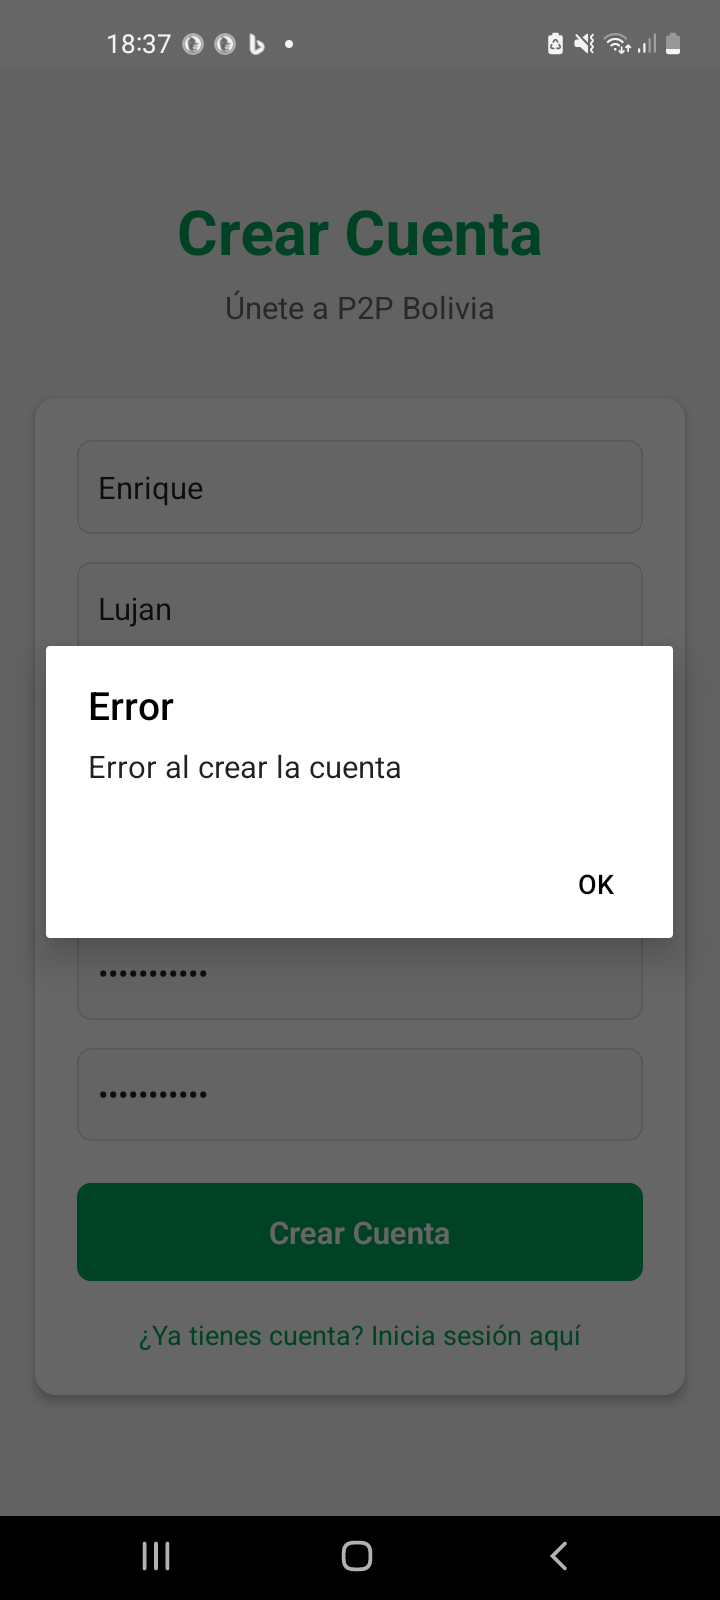 18:37
Crear Cuenta
Únete a P2P Bolivia
Enrique
Lujan
Error
Error al crear la cuenta
OK
•••••••••••
•••••••••••
Crear Cuenta
¿Ya tienes cuenta? Inicia sesión aquí